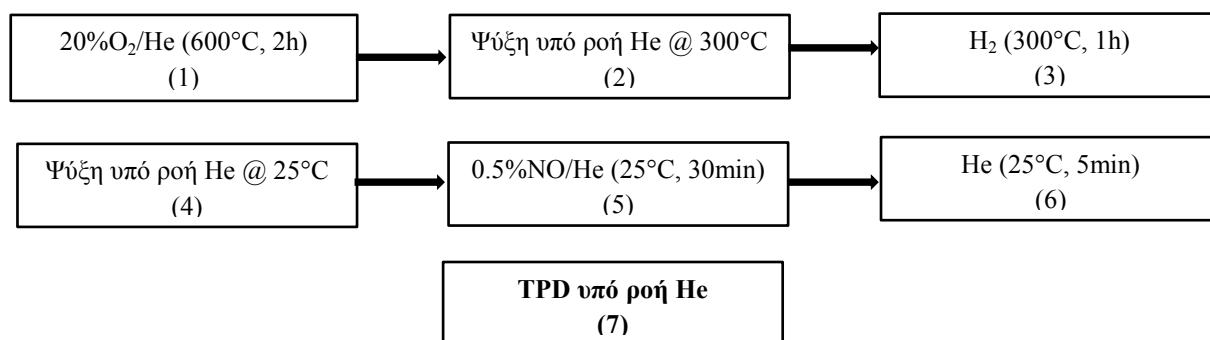 20%O₂/He (600°C, 2h)
(1)
Ψύξη υπό ροή He @ 300°C
(2)
H₂ (300°C, 1h)
(3)
Ψύξη υπό ροή He @ 25°C
(4)
0.5%NO/He (25°C, 30min)
(5)
He (25°C, 5min)
(6)
TPD υπό ροή He
(7)